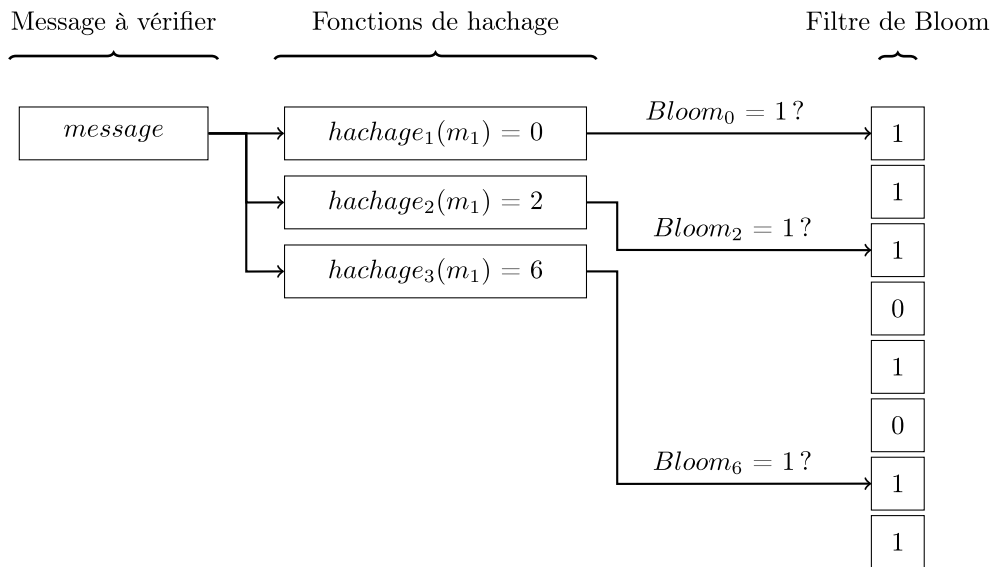 Message à vérifier
Fonctions de hachage
Filtre de Bloom
message
hachage₁(m₁) = 0
Bloom₀ = 1 ?
1
1
hachage₂(m₁) = 2
Bloom₂ = 1 ?
1
hachage₃(m₁) = 6
0
1
0
Bloom₆ = 1 ?
1
1